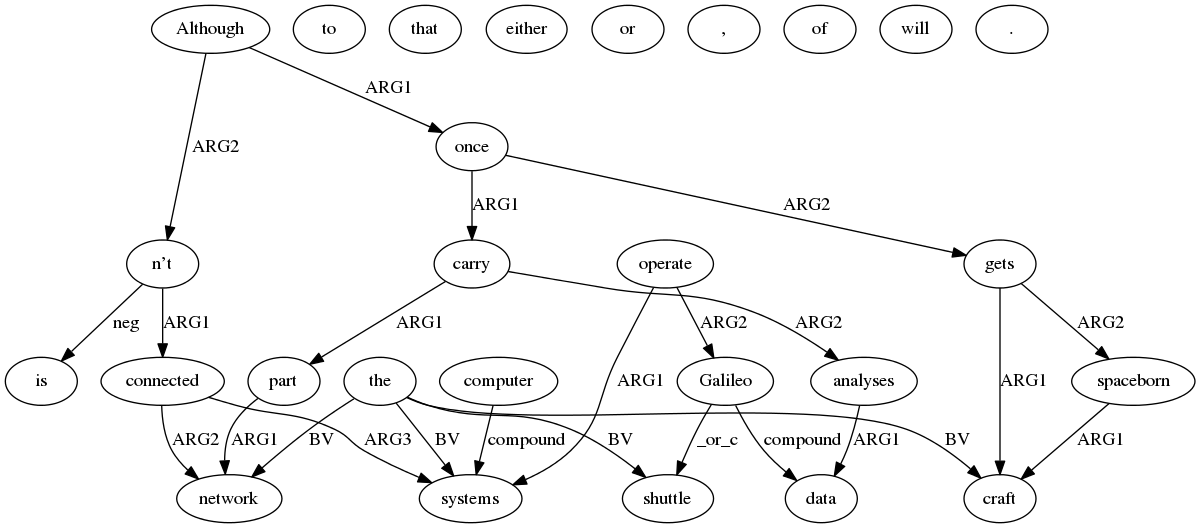 Although to that either or , of will .
ARG1
once
ARG2 ARG1 ARG2
n't carry operate gets
neg ARG1 ARG1 ARG2 ARG2 ARG2
is connected part the computer Galileo analyses spaceborn
ARG1 ARG1
ARG2 ARG1 BV ARG3 BV compound BV _or_c compound ARG1 BV ARG1
network systems shuttle data craft